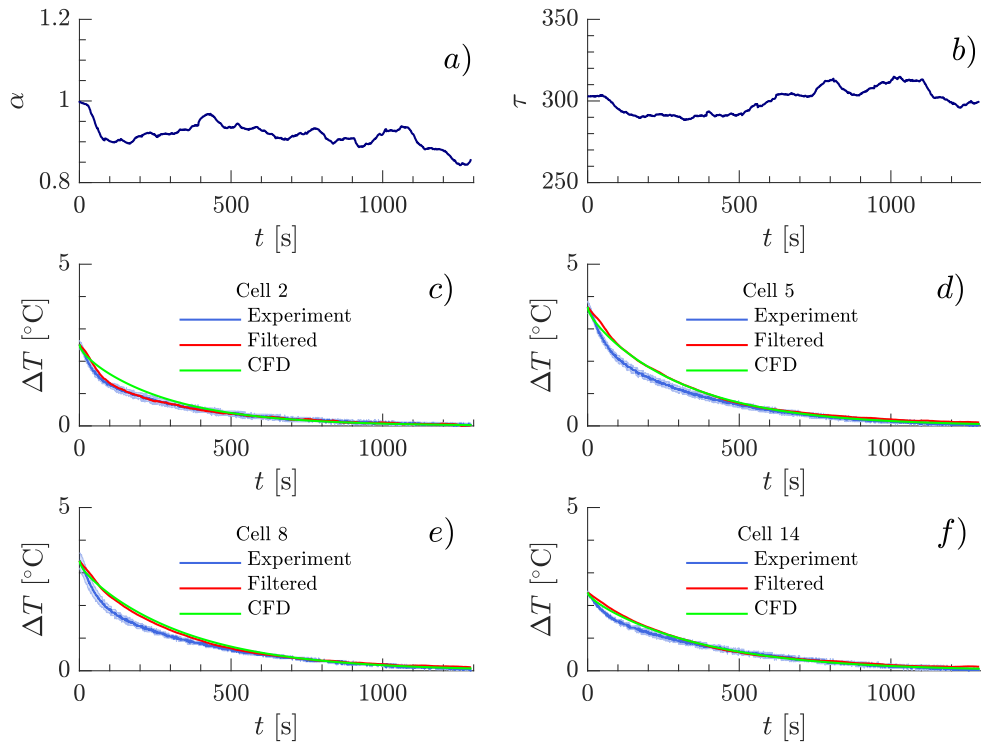 1.2
a)
α
1
0.8
0
500
1000
t [s]
350
b)
τ
300
250
0
500
1000
t [s]
5
Cell 2
c)
Experiment
Filtered
CFD
ΔT [°C]
0
0
500
1000
t [s]
5
Cell 5
d)
Experiment
Filtered
CFD
ΔT [°C]
0
0
500
1000
t [s]
5
Cell 8
e)
Experiment
Filtered
CFD
ΔT [°C]
0
0
500
1000
t [s]
5
Cell 14
f)
Experiment
Filtered
CFD
ΔT [°C]
0
0
500
1000
t [s]